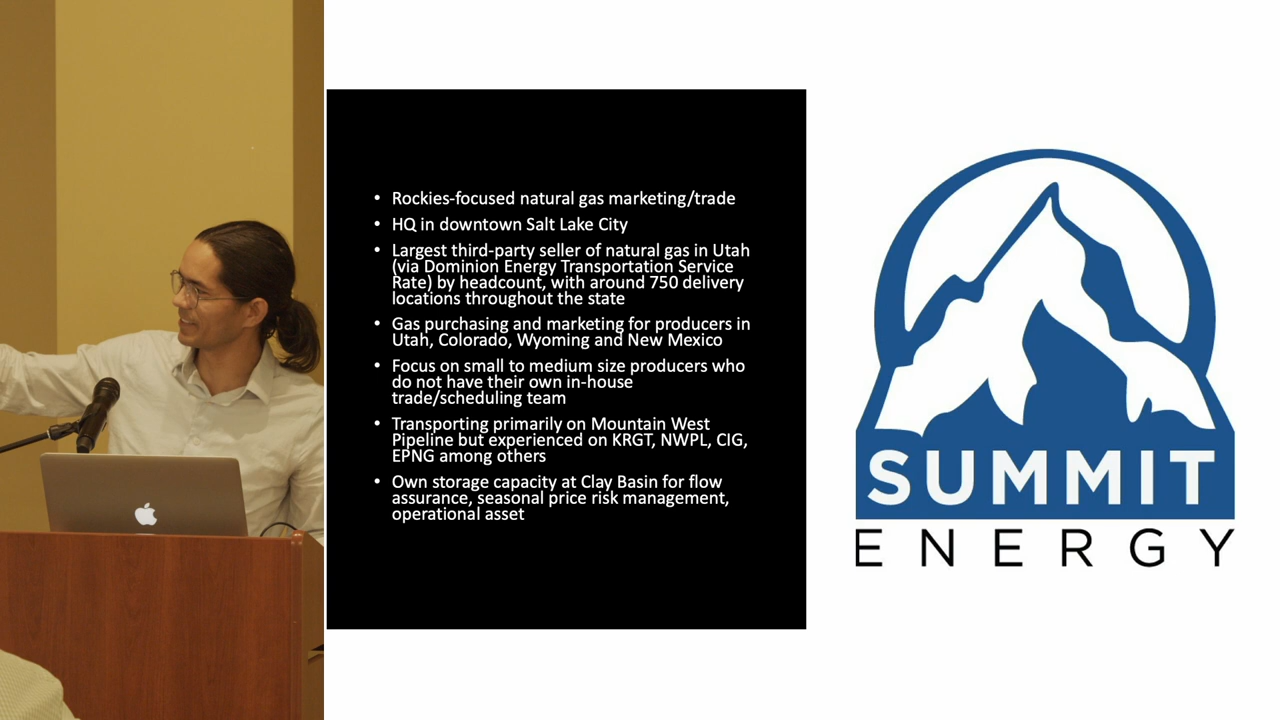 • Rockies-focused natural gas marketing/trade
• HQ in downtown Salt Lake City
• Largest third-party seller of natural gas in Utah
(via Dominion Energy Transportation Service
Rate) by headcount, with around 750 delivery
locations throughout the state
• Gas purchasing and marketing for producers in
Utah, Colorado, Wyoming and New Mexico
• Focus on small to medium size producers who
do not have their own in-house
trade/scheduling team
• Transporting primarily on Mountain West
Pipeline but experienced on KRGT, NWPL, CIG,
EPNG among others
• Own storage capacity at Clay Basin for flow
assurance, seasonal price risk management,
operational asset
SUMMIT
ENERGY